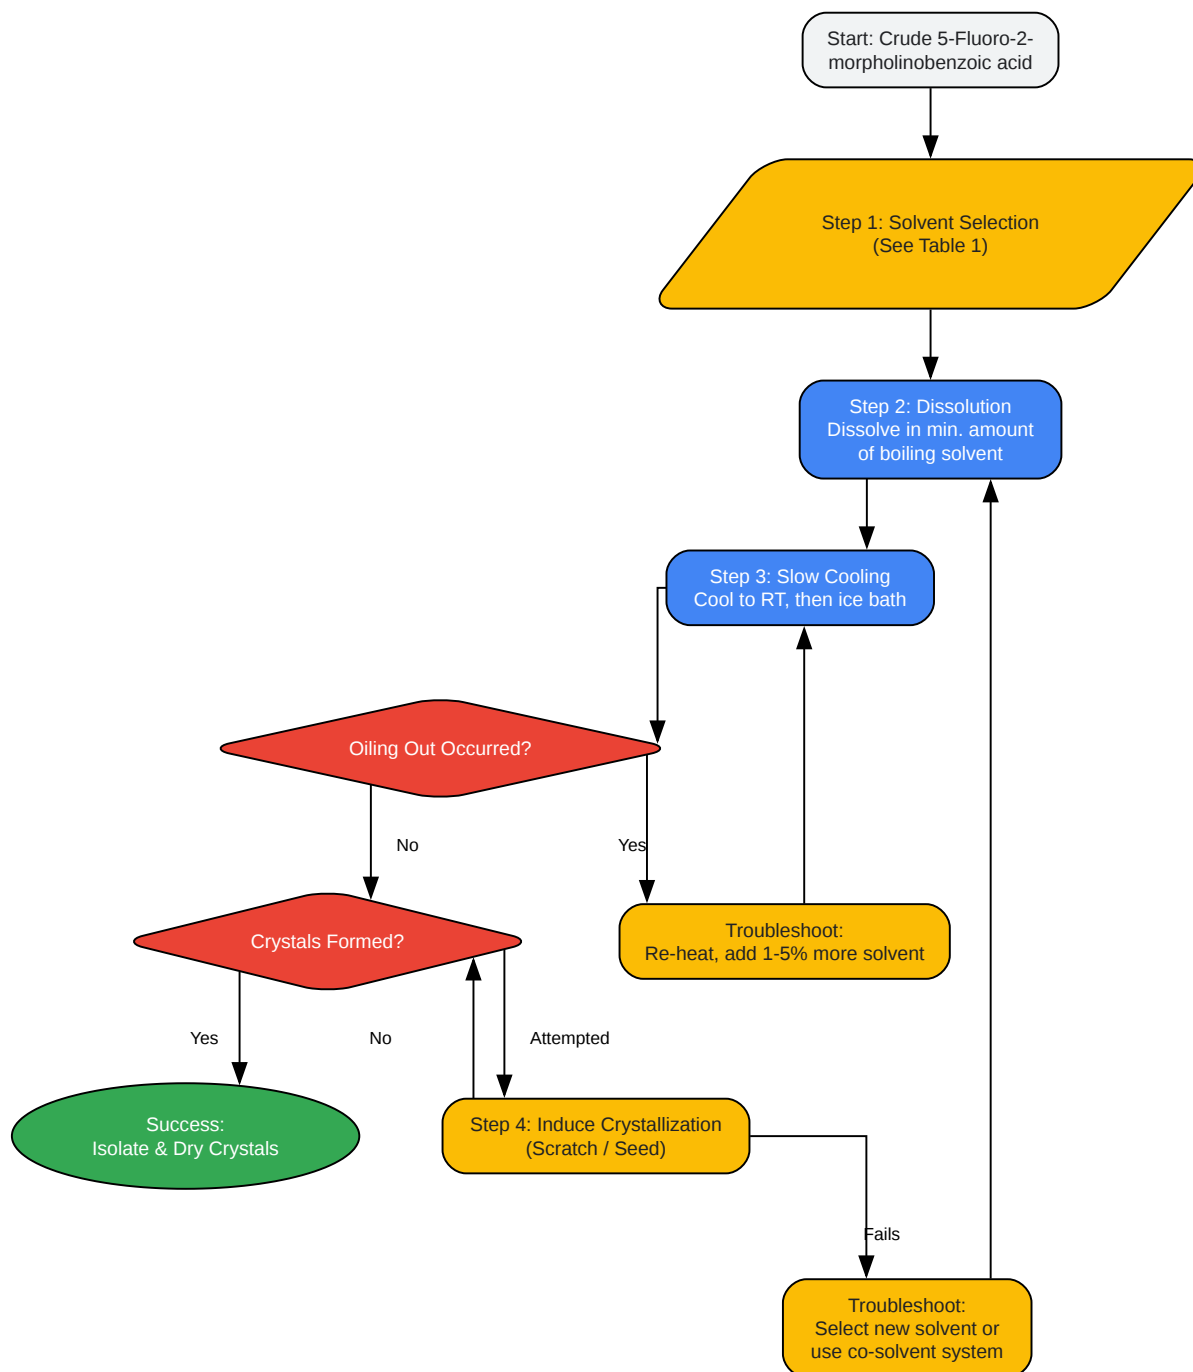 Start: Crude 5-Fluoro-2-
morpholinobenzoic acid
Step 1: Solvent Selection
(See Table 1)
Step 2: Dissolution
Dissolve in min. amount
of boiling solvent
Step 3: Slow Cooling
Cool to RT, then ice bath
Oiling Out Occurred?
No
Yes
Crystals Formed?
Troubleshoot:
Re-heat, add 1-5% more solvent
Yes
No
Attempted
Success:
Isolate & Dry Crystals
Step 4: Induce Crystallization
(Scratch / Seed)
Fails
Troubleshoot:
Select new solvent or
use co-solvent system